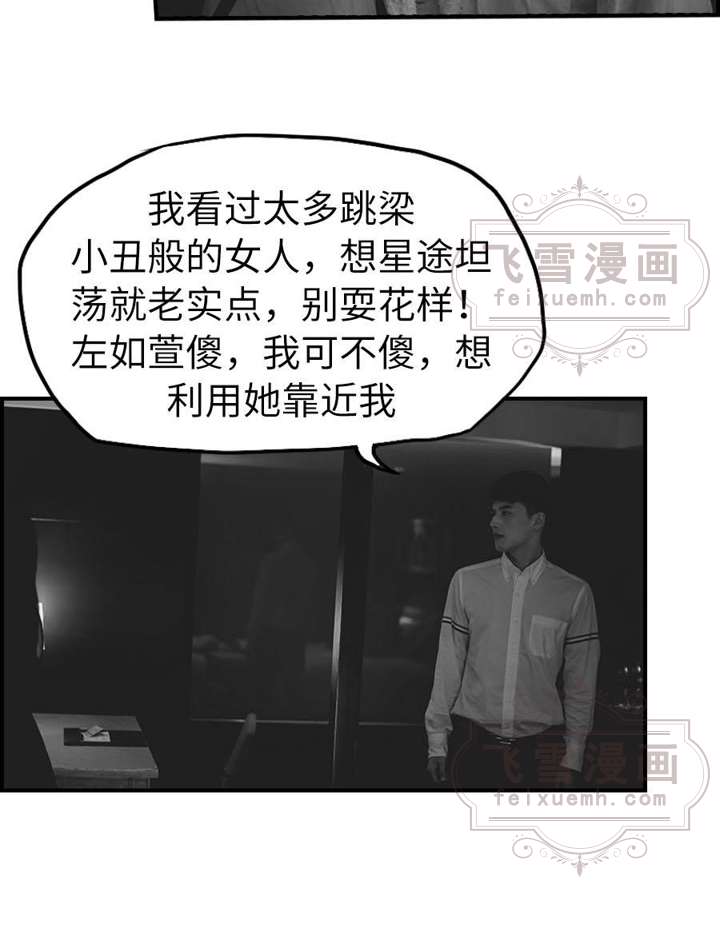 我看过太多跳梁
小丑般的女人，想星途坦
荡就老实点，别耍花样！
左如萱傻，我可不傻，想
利用她靠近我
飞雪漫画
feixuemh.com
飞雪漫画
feixuemh.com